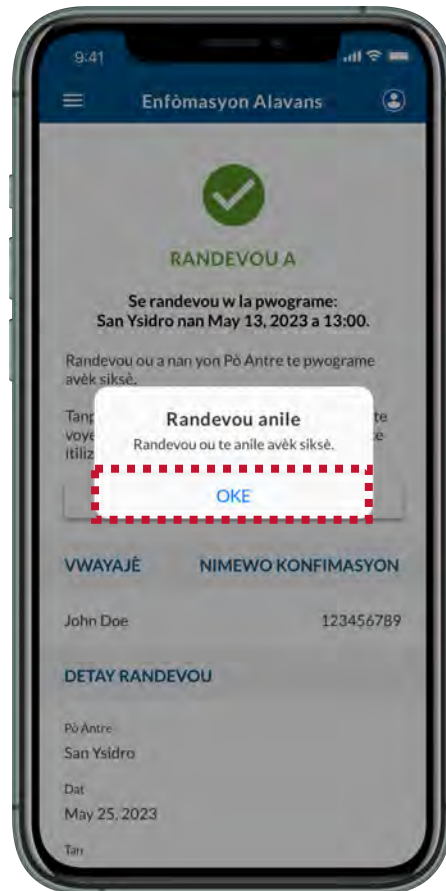 9:41
Enfòmasyon Alavans
RANDEVOU A
Se randevou w la pwograme:
San Ysidro nan May 13, 2023 a 13:00.
Randevou ou a nan yon Pò Antre te pwograme
avèk siksè.
Randevou anile
Randevou ou te anile avèk siksè.
OKE
VWAYAJÈ NIMEWO KONFIMASYON
John Doe 123456789
DETAY RANDEVOU
Pò Antre
San Ysidro
Dat
May 25, 2023
Tan